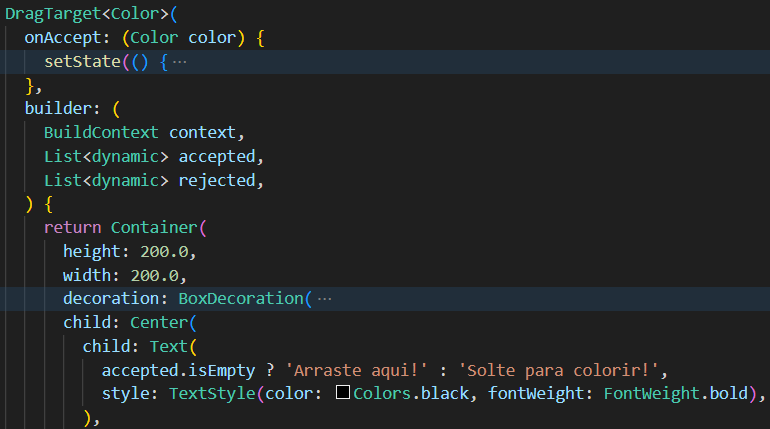 DragTarget<Color>(
onAccept: (Color color) {
setState(() { ···
},
builder: (
BuildContext context,
List<dynamic> accepted,
List<dynamic> rejected,
) {
return Container(
height: 200.0,
width: 200.0,
decoration: BoxDecoration( ···
child: Center(
child: Text(
accepted.isEmpty ? 'Arraste aqui!' : 'Solte para colorir!',
style: TextStyle(color: Colors.black, fontWeight: FontWeight.bold),
),